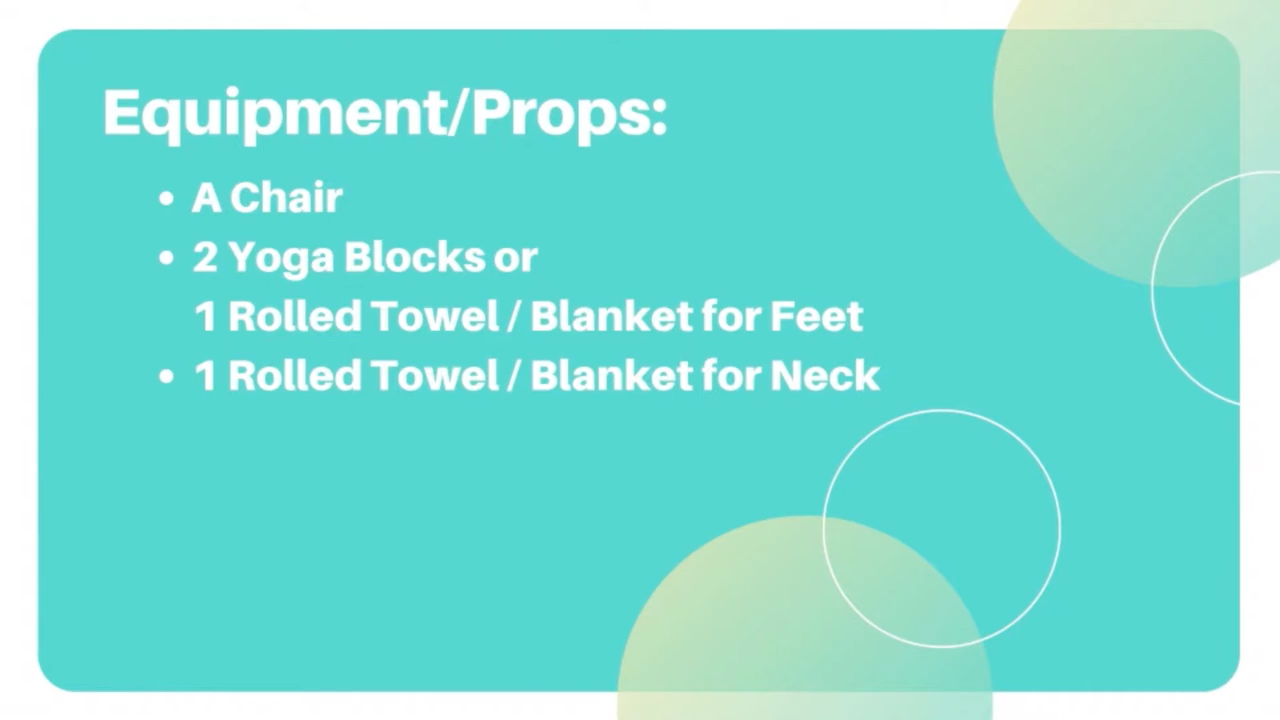 Equipment/Props:
• A Chair
• 2 Yoga Blocks or
1 Rolled Towel / Blanket for Feet
• 1 Rolled Towel / Blanket for Neck